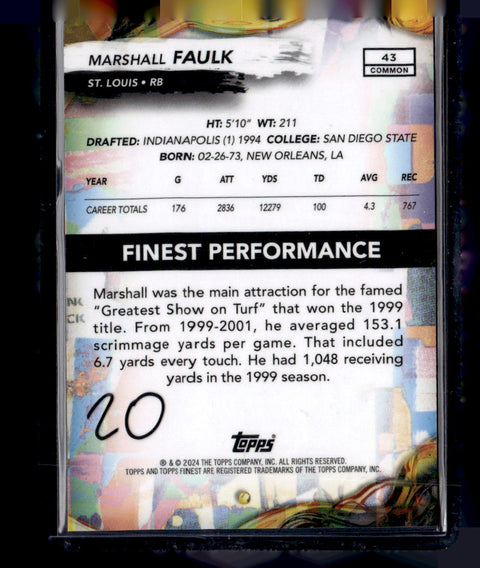 MARSHALL FAULK
43
COMMON
ST. LOUIS • RB
HT: 5'10" WT: 211
DRAFTED: INDIANAPOLIS (1) 1994 COLLEGE: SAN DIEGO STATE
BORN: 02-26-73, NEW ORLEANS, LA
YEAR G ATT YDS TD AVG REC
CAREER TOTALS 176 2836 12279 100 4.3 767
FINEST PERFORMANCE
Marshall was the main attraction for the famed
"Greatest Show on Turf" that won the 1999
title. From 1999-2001, he averaged 153.1
scrimmage yards per game. That included
6.7 yards every touch. He had 1,048 receiving
yards in the 1999 season.
20
topps
® & © 2024 THE TOPPS COMPANY, INC. ALL RIGHTS RESERVED.
TOPPS AND TOPPS FINEST ARE REGISTERED TRADEMARKS OF THE TOPPS COMPANY, INC.